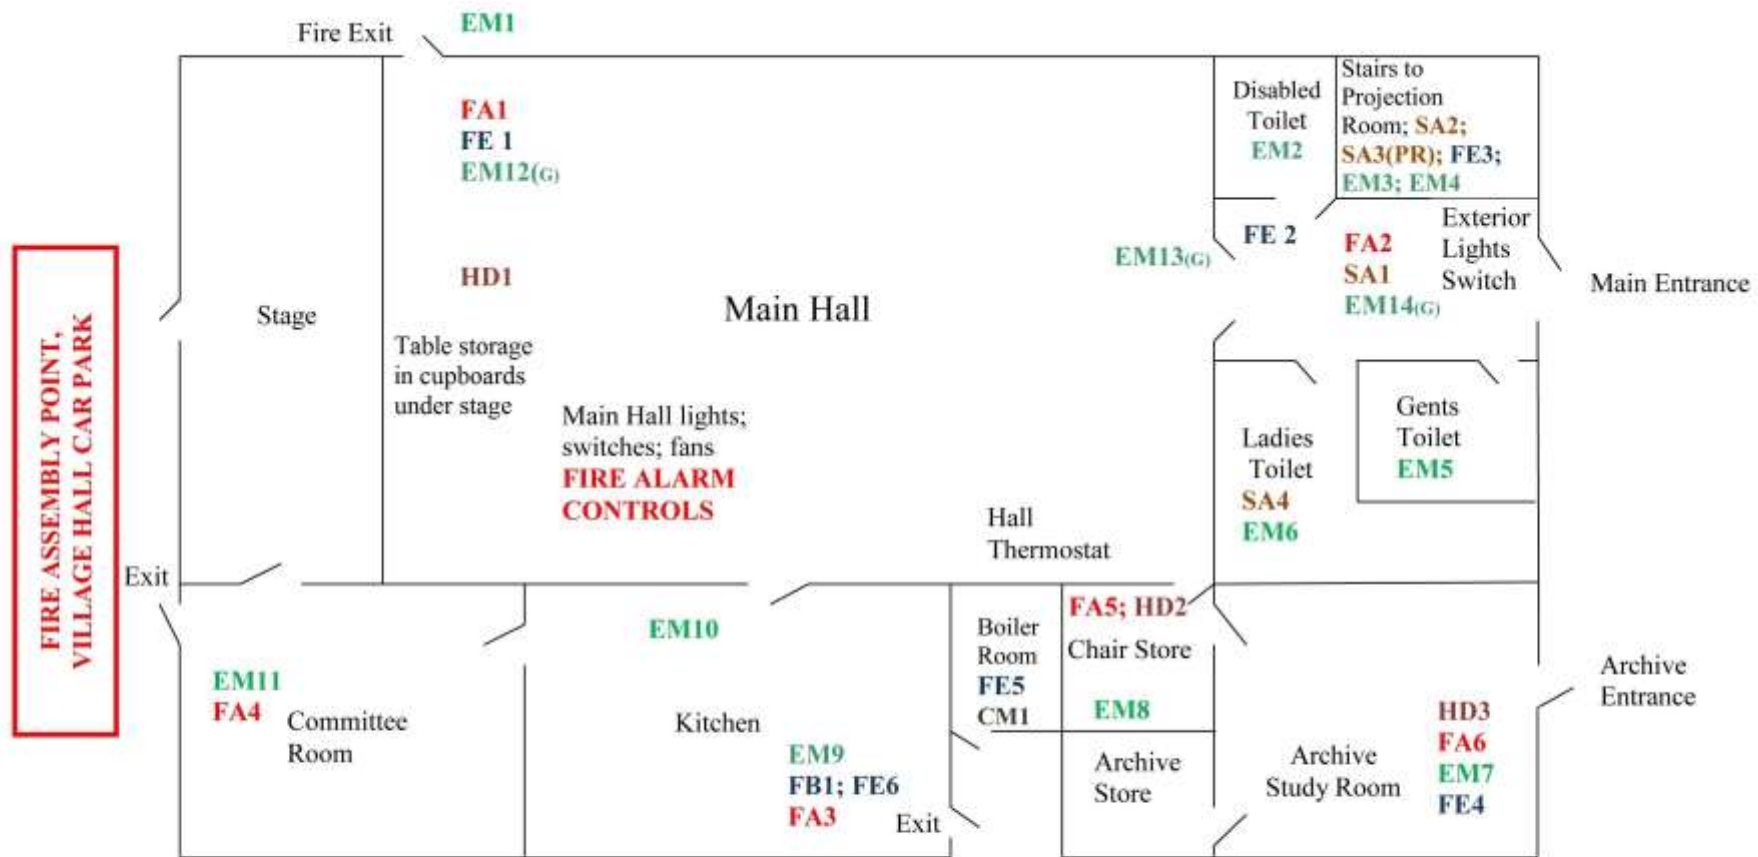 Fire Exit
EM1
FA1
FE 1
EM12(G)
HD1
Stage
Table storage
in cupboards
under stage
Main Hall
Main Hall lights;
switches; fans
FIRE ALARM
CONTROLS
Disabled
Toilet
EM2
Stairs to
Projection
Room; SA2;
SA3(PR); FE3;
EM3; EM4
EM13(G)
FE 2
FA2
SA1
EM14(G)
Exterior
Lights
Switch
Main Entrance
Ladies
Toilet
SA4
EM6
Gents
Toilet
EM5
Hall
Thermostat
FIRE ASSEMBLY POINT,
VILLAGE HALL CAR PARK
Exit
EM11
FA4
Committee
Room
EM10
Kitchen
EM9
FB1; FE6
FA3
Exit
Boiler
Room
FE5
CM1
FA5; HD2
Chair Store
EM8
Archive
Store
Archive
Study Room
HD3
FA6
EM7
FE4
Archive
Entrance